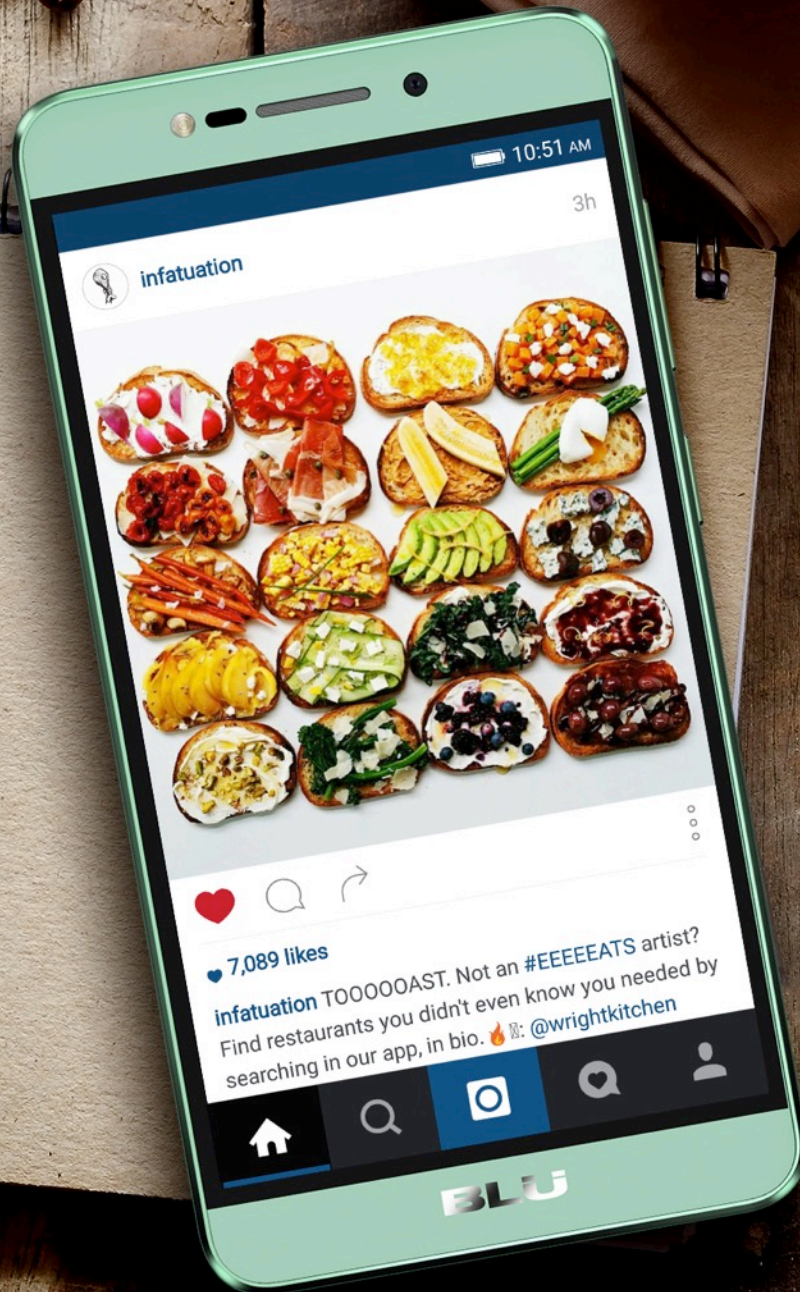 10:51 AM
3h
infatuation
7,089 likes
infatuation TOOOOOAST. Not an #EEEEEATS artist?
Find restaurants you didn't even know you needed by
searching in our app, in bio. 🔥: @wrightkitchen
BLU